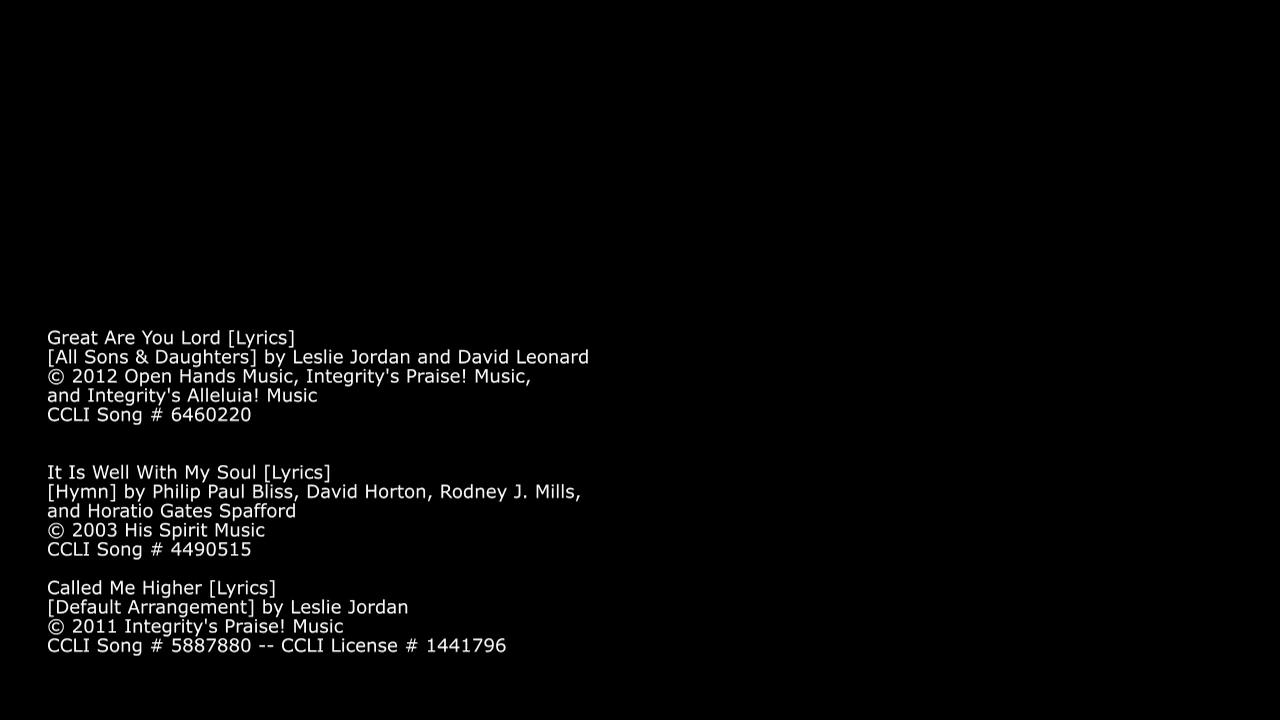 Great Are You Lord [Lyrics]
[All Sons & Daughters] by Leslie Jordan and David Leonard
© 2012 Open Hands Music, Integrity's Praise! Music,
and Integrity's Alleluia! Music
CCLI Song # 6460220
It Is Well With My Soul [Lyrics]
[Hymn] by Philip Paul Bliss, David Horton, Rodney J. Mills,
and Horatio Gates Spafford
© 2003 His Spirit Music
CCLI Song # 4490515
Called Me Higher [Lyrics]
[Default Arrangement] by Leslie Jordan
© 2011 Integrity's Praise! Music
CCLI Song # 5887880 -- CCLI License # 1441796